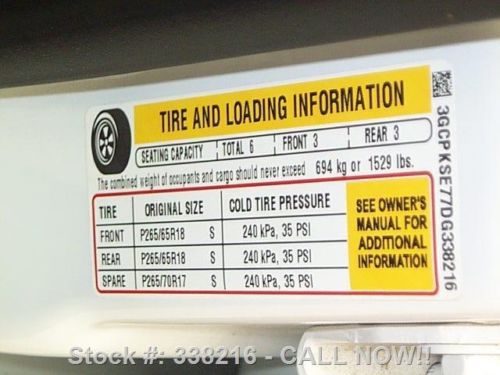 TIRE AND LOADING INFORMATION
SEATING CAPACITY TOTAL 6 FRONT 3 REAR 3
The combined weight of occupants and cargo should never exceed 694 kg or 1529 lbs.
TIRE ORIGINAL SIZE COLD TIRE PRESSURE
FRONT P265/65R18 S 240 kPa, 35 PSI
REAR P265/65R18 S 240 kPa, 35 PSI
SPARE P265/70R17 S 240 kPa, 35 PSI
SEE OWNER'S
MANUAL FOR
ADDITIONAL
INFORMATION
3GCPKSE77DG338216
Stock #: 338216 - CALL NOW!!